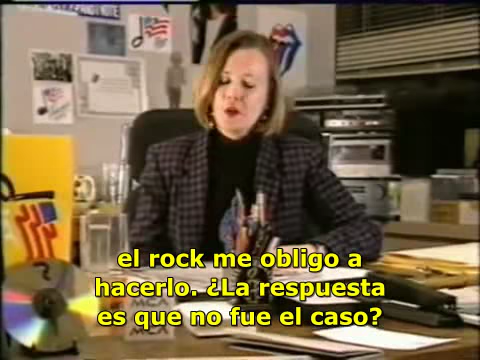 el rock me obligo a
hacerlo. ¿La respuesta
es que no fue el caso?